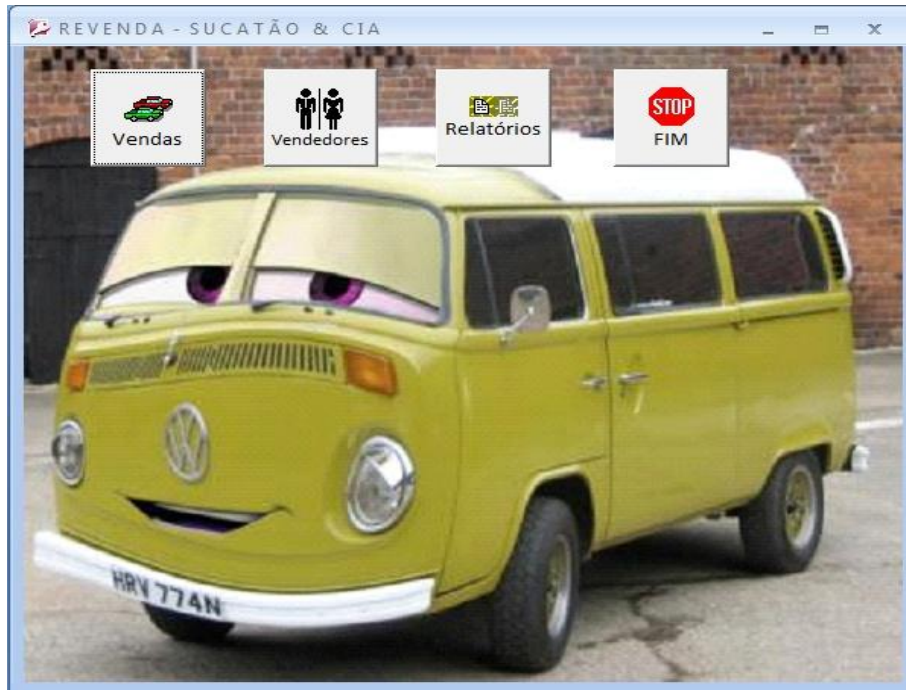 REVENDA - SUCATÃO & CIA
Vendas
Vendedores
Relatórios
STOP
FIM
HRV 774N